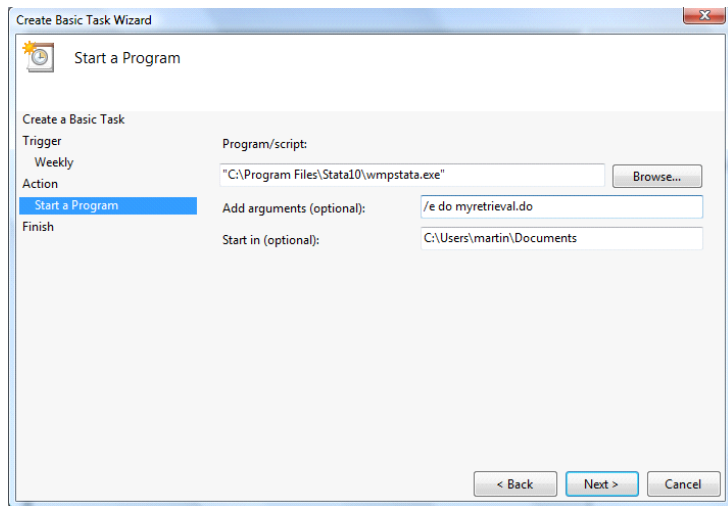 Create Basic Task Wizard
Start a Program
Create a Basic Task
Trigger
Weekly
Action
Start a Program
Finish
Program/script:
"C:\Program Files\Stata10\wmpstata.exe"
Browse...
Add arguments (optional):
/e do myretrieval.do
Start in (optional):
C:\Users\martin\Documents
< Back
Next >
Cancel